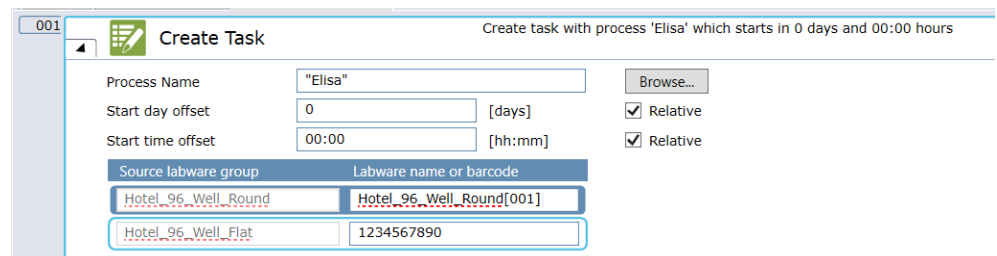 001
Create Task
Create task with process 'Elisa' which starts in 0 days and 00:00 hours
Process Name "Elisa" Browse...
Start day offset 0 [days] Relative
Start time offset 00:00 [hh:mm] Relative
Source labware group Labware name or barcode
Hotel_96_Well_Round Hotel_96_Well_Round[001]
Hotel_96_Well_Flat 1234567890